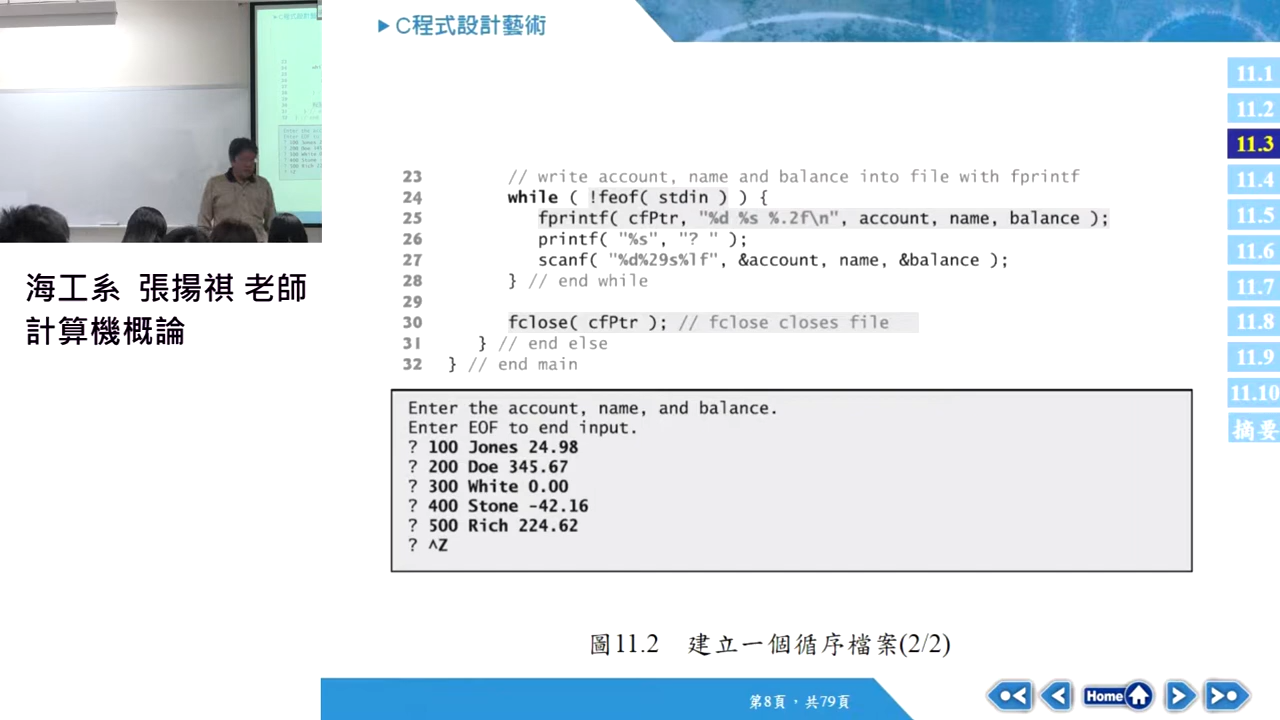 ▶C程式設計藝術
海工系 張揚祺 老師
計算機概論
23 // write account, name and balance into file with fprintf
24 while ( !feof( stdin ) ) {
25 fprintf( cfPtr, "%d %s %.2f\n", account, name, balance );
26 printf( "%s", "? " );
27 scanf( "%d%29s%lf", &account, name, &balance );
28 } // end while
29
30 fclose( cfPtr ); // fclose closes file
31 } // end else
32 } // end main
Enter the account, name, and balance.
Enter EOF to end input.
? 100 Jones 24.98
? 200 Doe 345.67
? 300 White 0.00
? 400 Stone -42.16
? 500 Rich 224.62
? ^Z
圖11.2 建立一個循序檔案(2/2)
11.1
11.2
11.3
11.4
11.5
11.6
11.7
11.8
11.9
11.10
摘要
第8頁，共79頁
Home